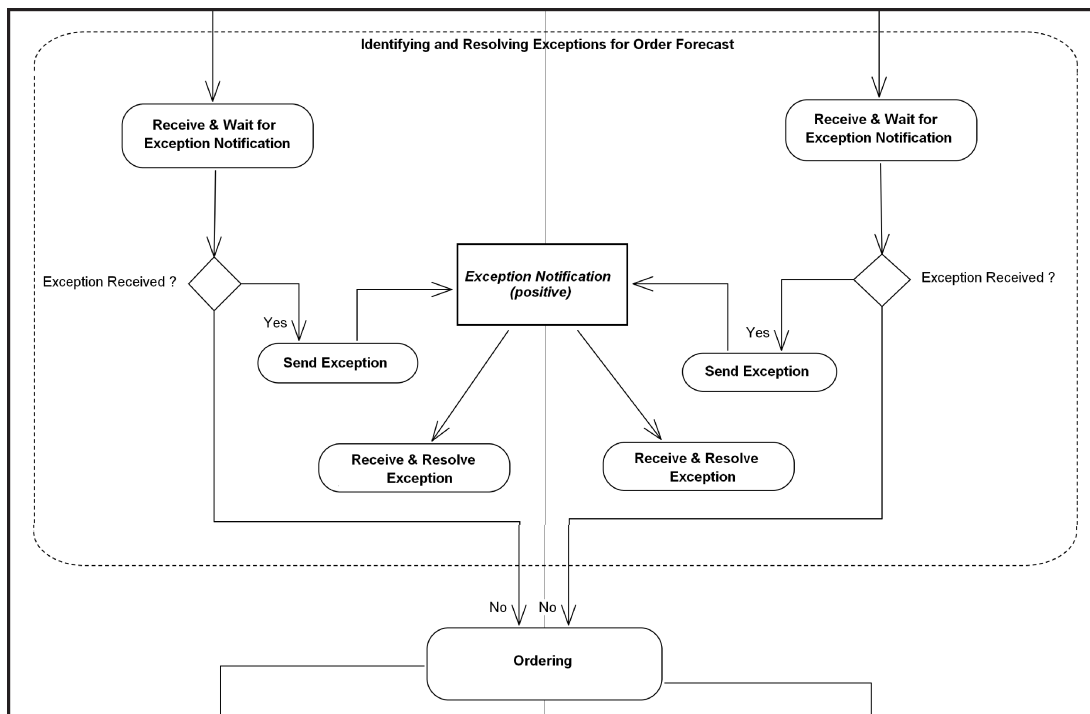 Identifying and Resolving Exceptions for Order Forecast
Receive & Wait for
Exception Notification
Receive & Wait for
Exception Notification
Exception Received ?
Exception Notification
(positive)
Exception Received ?
Yes
Yes
Send Exception
Send Exception
Receive & Resolve
Exception
Receive & Resolve
Exception
No
No
Ordering